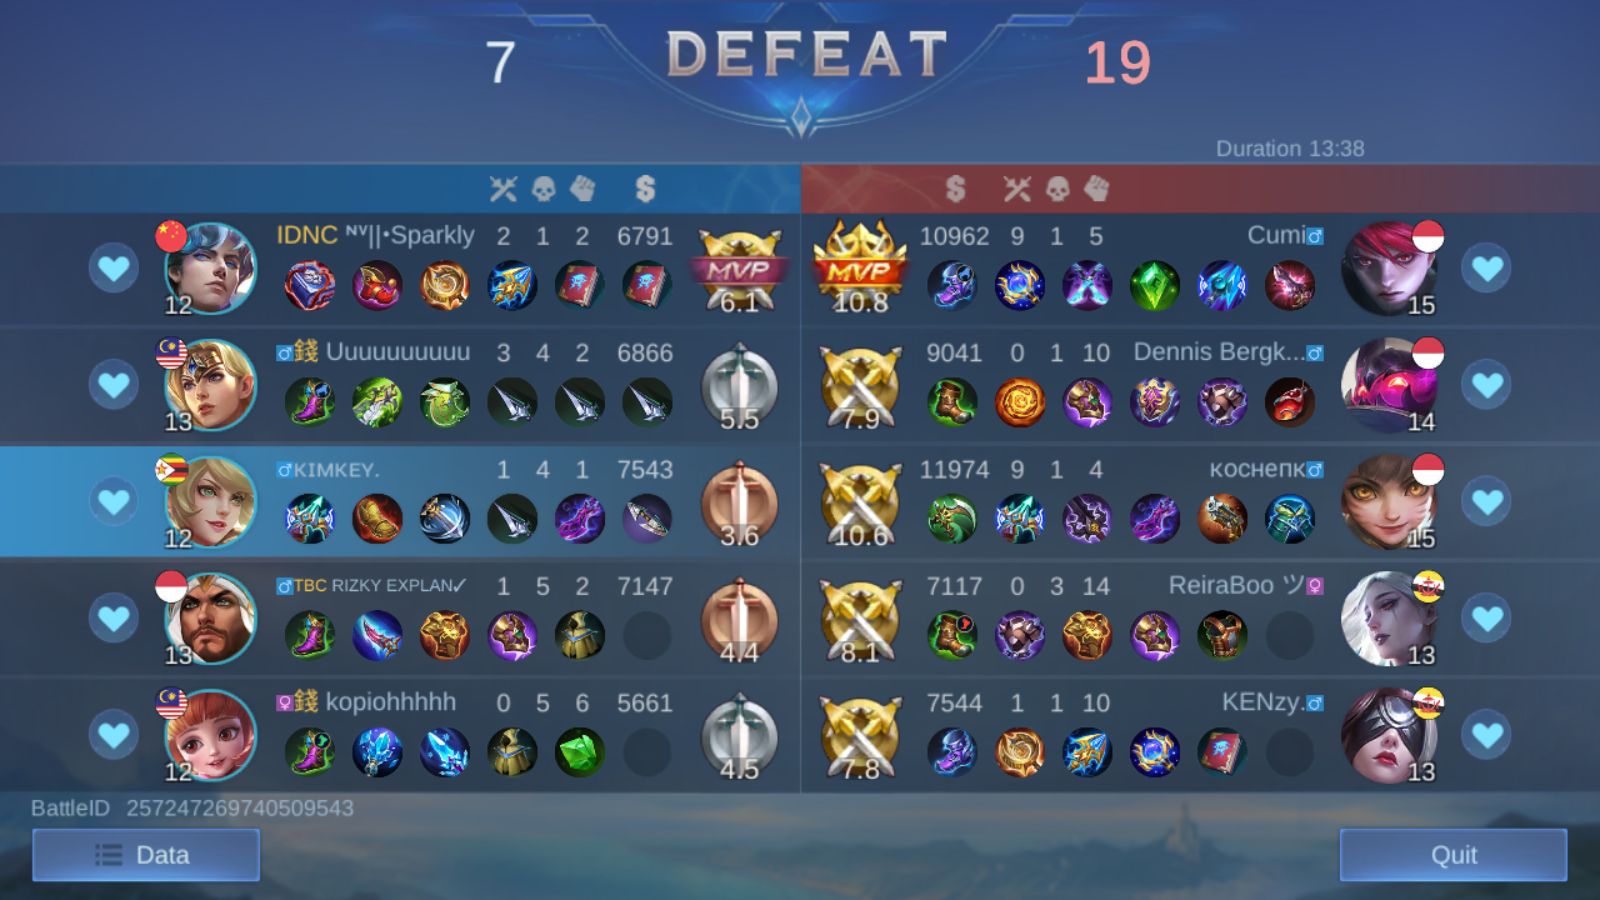 7 DEFEAT 19
Duration 13:38
IDNC ᴺⱽ||•Sparkly 2 1 2 6791 MVP 6.1 12
MVP 10.8 10962 9 1 5 Cumi♂ 15
♂錢 Uuuuuuuuuu 3 4 2 6866 5.5 13
7.9 9041 0 1 10 Dennis Bergk...♂ 14
♂ᴋɪᴍᴋᴇʏ. 1 4 1 7543 3.6 12
10.6 11974 9 1 4 кoснепк♂ 15
♂TBC RIZKY EXPLAN✓ 1 5 2 7147 4.4 13
8.1 7117 0 3 14 ReiraBoo ツ♀ 13
♀錢 kopiohhhhh 0 5 6 5661 4.5 12
7.8 7544 1 1 10 KENzy.♂ 13
BattleID 257247269740509543
Data
Quit